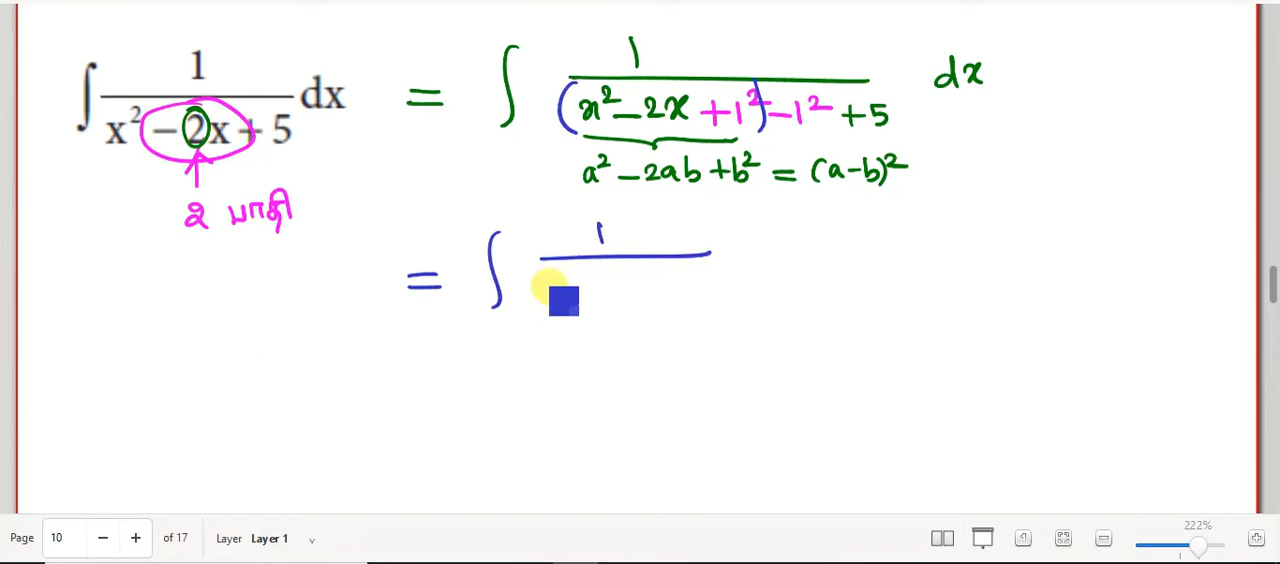 ∫ 1/(x² − 2x + 5) dx = ∫ 1/((x² − 2x + 1²) − 1² + 5) dx
a² − 2ab + b² = (a−b)²
2 பாதி
= ∫ 1
Page 10 − + of 17 Layer Layer 1 222%